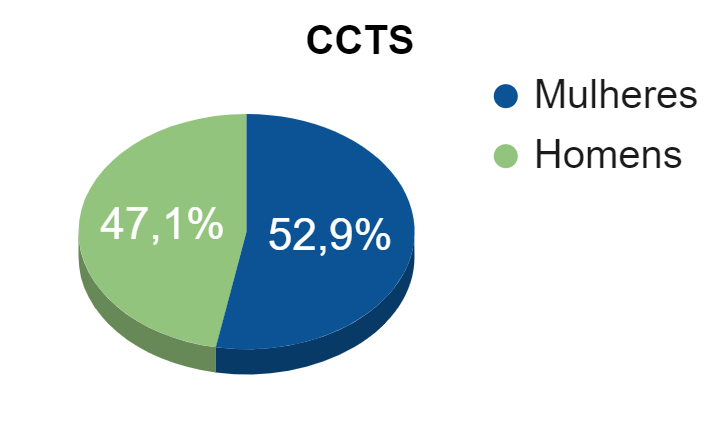 CCTS
Mulheres
Homens
47,1%
52,9%